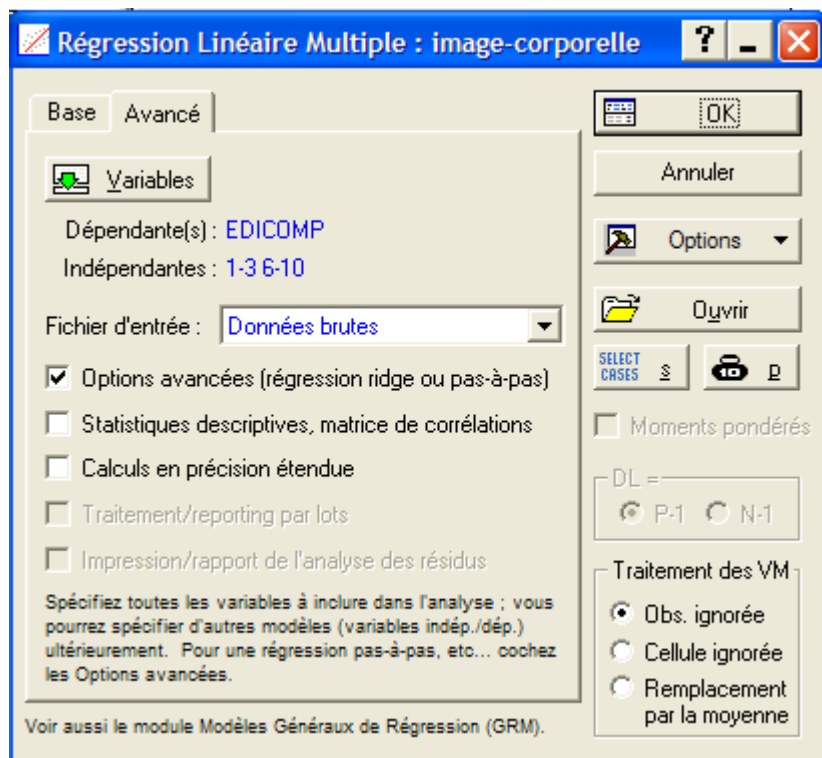 Régression Linéaire Multiple : image-corporelle
?
Base Avancé
Variables
Dépendante(s) : EDICOMP
Indépendantes : 1-3 6-10
Fichier d'entrée : Données brutes
Options avancées (régression ridge ou pas-à-pas)
Statistiques descriptives, matrice de corrélations
Calculs en précision étendue
Traitement/reporting par lots
Impression/rapport de l'analyse des résidus
Spécifiez toutes les variables à inclure dans l'analyse ; vous
pourrez spécifier d'autres modèles (variables indép./dép.)
ultérieurement. Pour une régression pas-à-pas, etc... cochez
les Options avancées.
Voir aussi le module Modèles Généraux de Régression (GRM).
OK
Annuler
Options
Ouvrir
SELECT
CASES S
D
Moments pondérés
DL =
P-1 N-1
Traitement des VM
Obs. ignorée
Cellule ignorée
Remplacement
par la moyenne